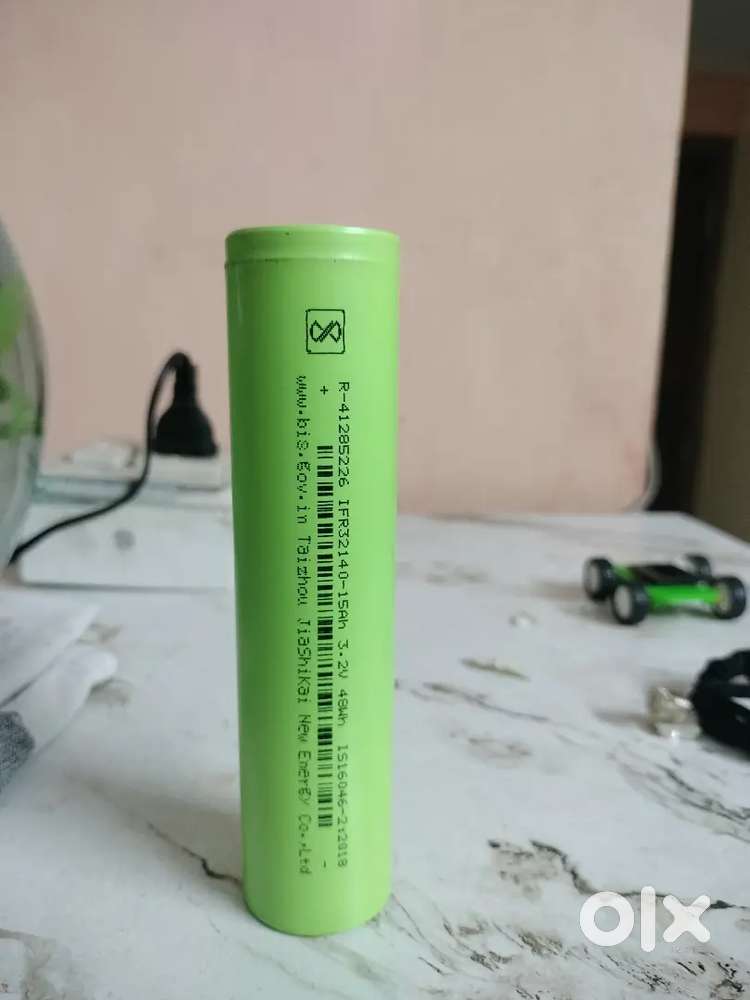 R-41285226 IFR32140-15Ah 3.2V 48Wh IS16046-2:2018
+ -
www.bis.Gov.in Taizhou JiaShiKai New Energy Co.,Ltd
olx